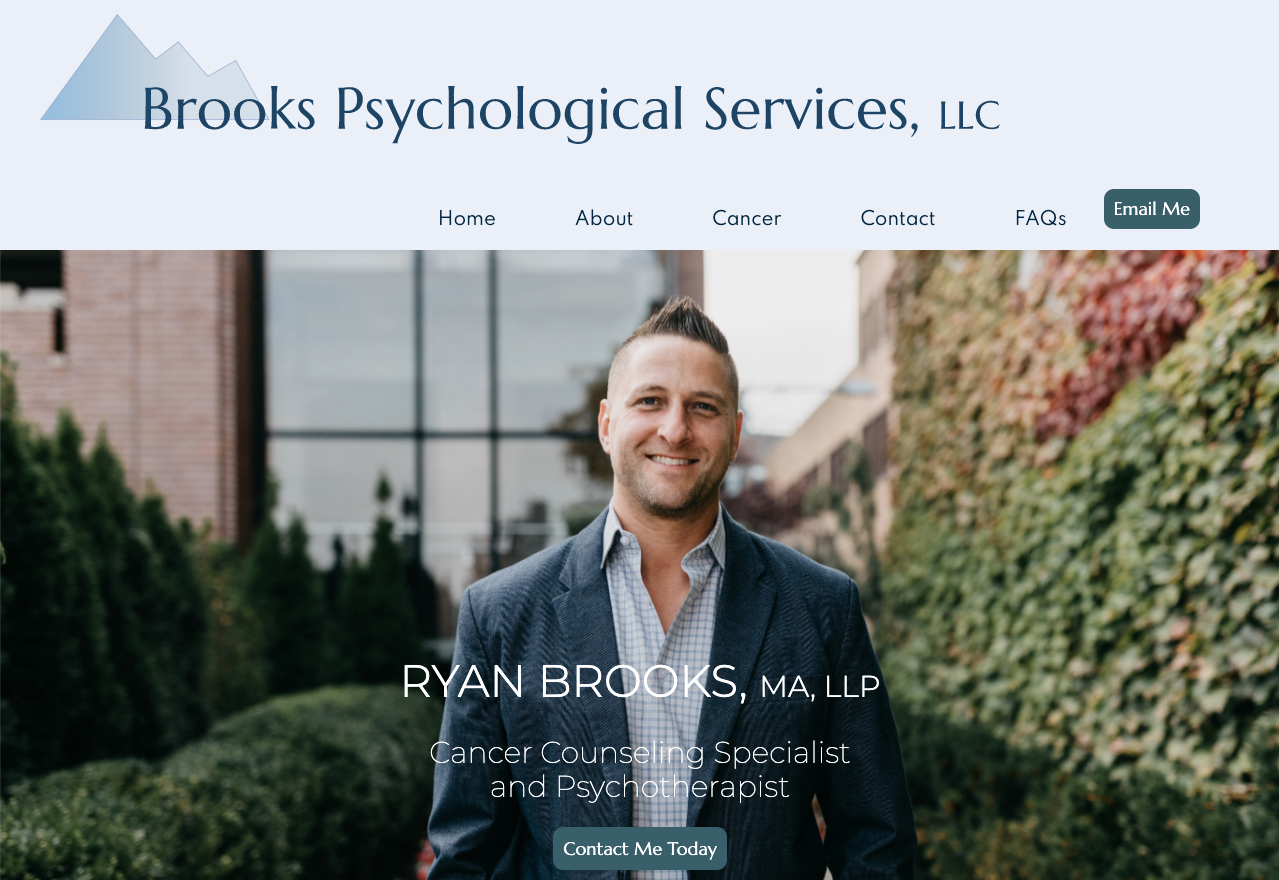 Brooks Psychological Services, LLC
Home About Cancer Contact FAQs Email Me
RYAN BROOKS, MA, LLP
Cancer Counseling Specialist
and Psychotherapist
Contact Me Today